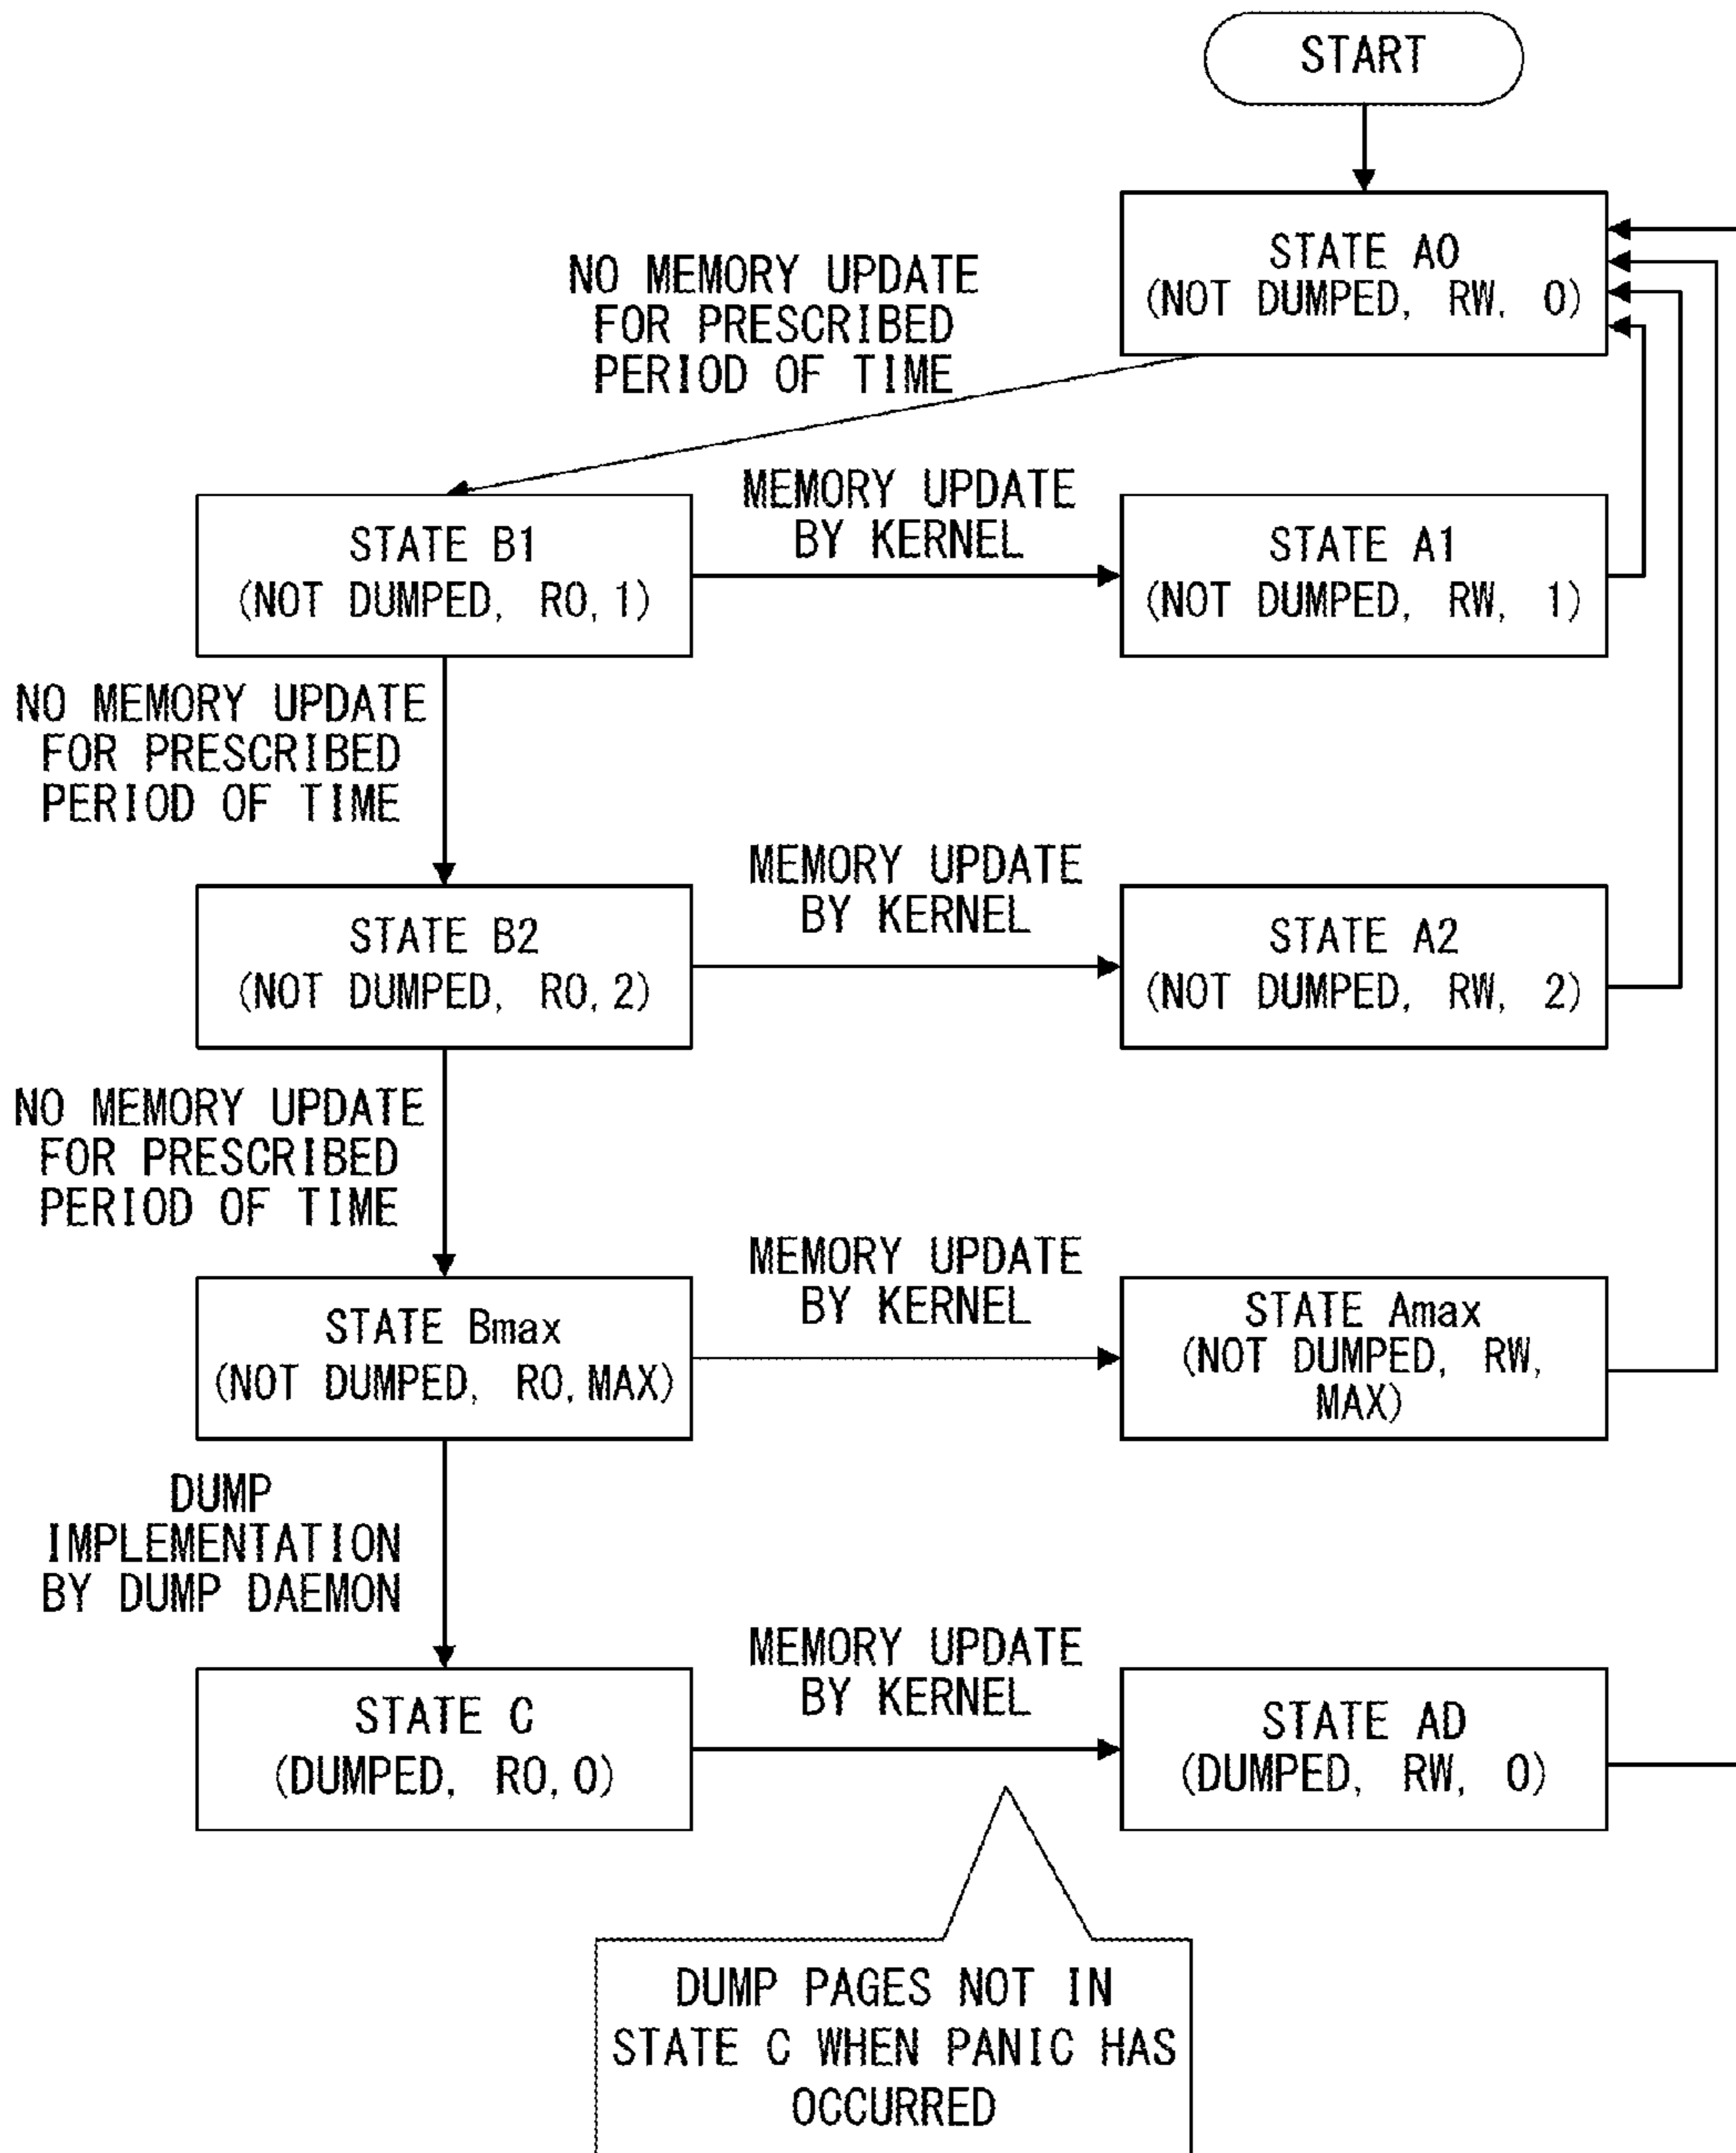 START
STATE A0
(NOT DUMPED, RW, 0)
NO MEMORY UPDATE
FOR PRESCRIBED
PERIOD OF TIME
STATE B1
(NOT DUMPED, RO, 1)
MEMORY UPDATE
BY KERNEL
STATE A1
(NOT DUMPED, RW, 1)
NO MEMORY UPDATE
FOR PRESCRIBED
PERIOD OF TIME
STATE B2
(NOT DUMPED, RO, 2)
MEMORY UPDATE
BY KERNEL
STATE A2
(NOT DUMPED, RW, 2)
NO MEMORY UPDATE
FOR PRESCRIBED
PERIOD OF TIME
STATE Bmax
(NOT DUMPED, RO, MAX)
MEMORY UPDATE
BY KERNEL
STATE Amax
(NOT DUMPED, RW,
MAX)
DUMP
IMPLEMENTATION
BY DUMP DAEMON
STATE C
(DUMPED, RO, 0)
MEMORY UPDATE
BY KERNEL
STATE AD
(DUMPED, RW, 0)
DUMP PAGES NOT IN
STATE C WHEN PANIC HAS
OCCURRED